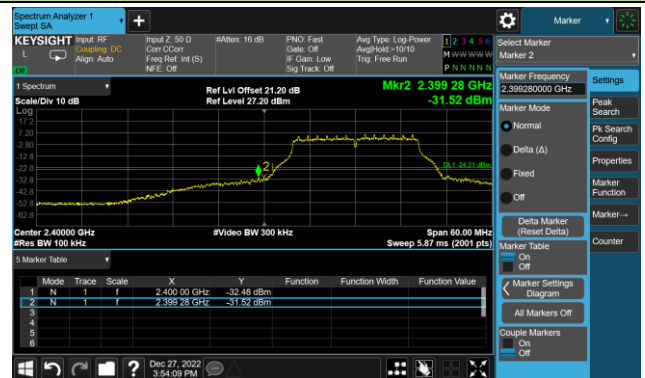 Spectrum Analyzer 1
Swept SA
Marker
KEYSIGHT
L
Input: RF
Coupling: DC
Align: Auto
Input Z: 50 Ω
Corr CCorr
Freq Ref: Int (S)
NFE: Off
#Atten: 16 dB
PNO: Fast
Gate: Off
IF Gain: Low
Sig Track: Off
Avg Type: Log-Power
Avg|Hold:>10/10
Trig: Free Run
1 2 3 4 5 6
M W W W W W
P N N N N N
Select Marker
Marker 2
1 Spectrum
Scale/Div 10 dB
Ref Lvl Offset 21.20 dB
Ref Level 27.20 dBm
Mkr2 2.399 28 GHz
-31.52 dBm
Log
17.2
7.20
-2.80
-12.8
-22.8
-32.8
-42.8
-52.8
-62.8
2
DL1 -24.21 dBm
Center 2.40000 GHz
#Res BW 100 kHz
#Video BW 300 kHz
Span 60.00 MHz
Sweep 5.87 ms (2001 pts)
5 Marker Table
Mode Trace Scale X Y Function Function Width Function Value
1 N 1 f 2.400 00 GHz -32.48 dBm
2 N 1 f 2.399 28 GHz -31.52 dBm
3
4
5
6
Marker Frequency
2.399280000 GHz
Marker Mode
Normal
Delta (Δ)
Fixed
Off
Delta Marker
(Reset Delta)
Marker Table
On
Off
Marker Settings
Diagram
All Markers Off
Couple Markers
On
Off
Settings
Peak
Search
Pk Search
Config
Properties
Marker
Function
Marker→
Counter
?
Dec 27, 2022
3:54:09 PM